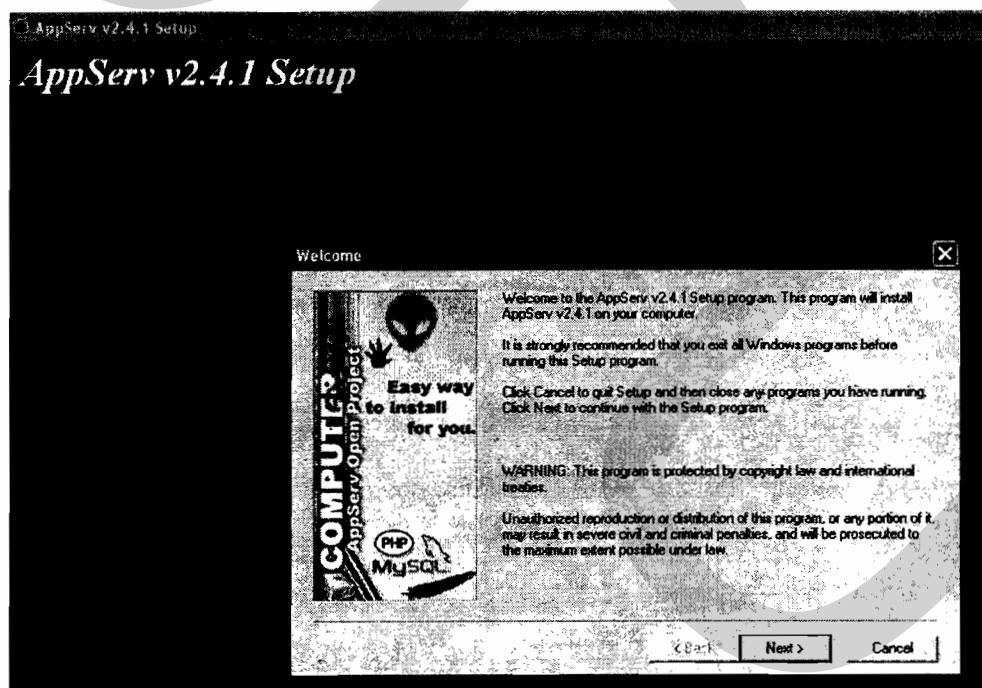 AppServ v2.4.1 Setup
AppServ v2.4.1 Setup
Welcome
Welcome to the AppServ v2.4.1 Setup program. This program will install
AppServ v2.4.1 on your computer.
It is strongly recommended that you exit all Windows programs before
running this Setup program.
Click Cancel to quit Setup and then close any programs you have running.
Click Next to continue with the Setup program.
WARNING: This program is protected by copyright law and international
treaties.
Unauthorized reproduction or distribution of this program, or any portion of it,
may result in severe civil and criminal penalties, and will be prosecuted to
the maximum extent possible under law.
Easy way
to install
for you.
AppServ Open Project
PHP
MySQL
< Back
Next >
Cancel